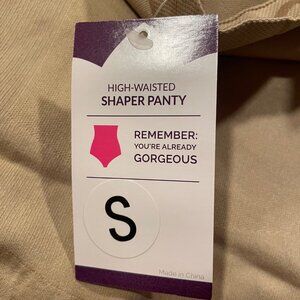 HIGH-WAISTED
SHAPER PANTY
REMEMBER:
YOU'RE ALREADY
GORGEOUS
S
Made in China